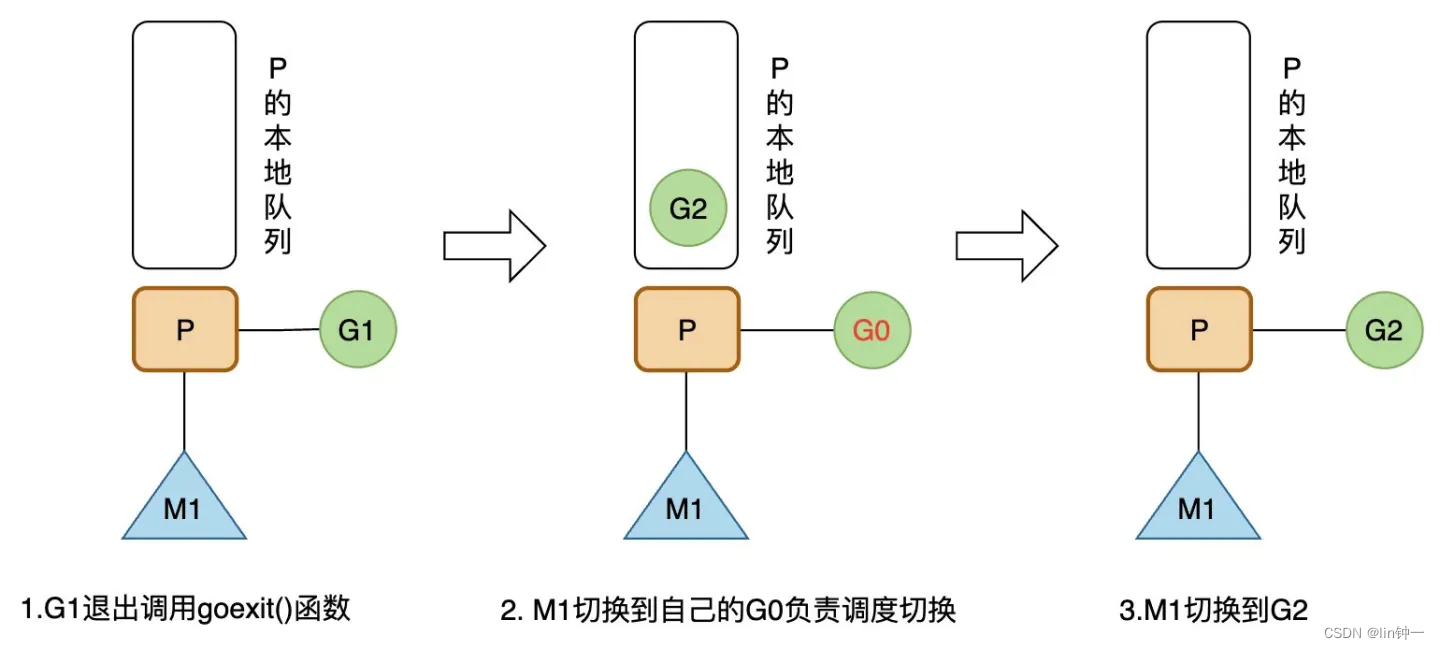 P的本地队列
P的本地队列
P的本地队列
G2
P
G1
P
G0
P
G2
M1
M1
M1
1.G1退出调用goexit()函数
2. M1切换到自己的G0负责调度切换
3.M1切换到G2
CSDN @lin钟一